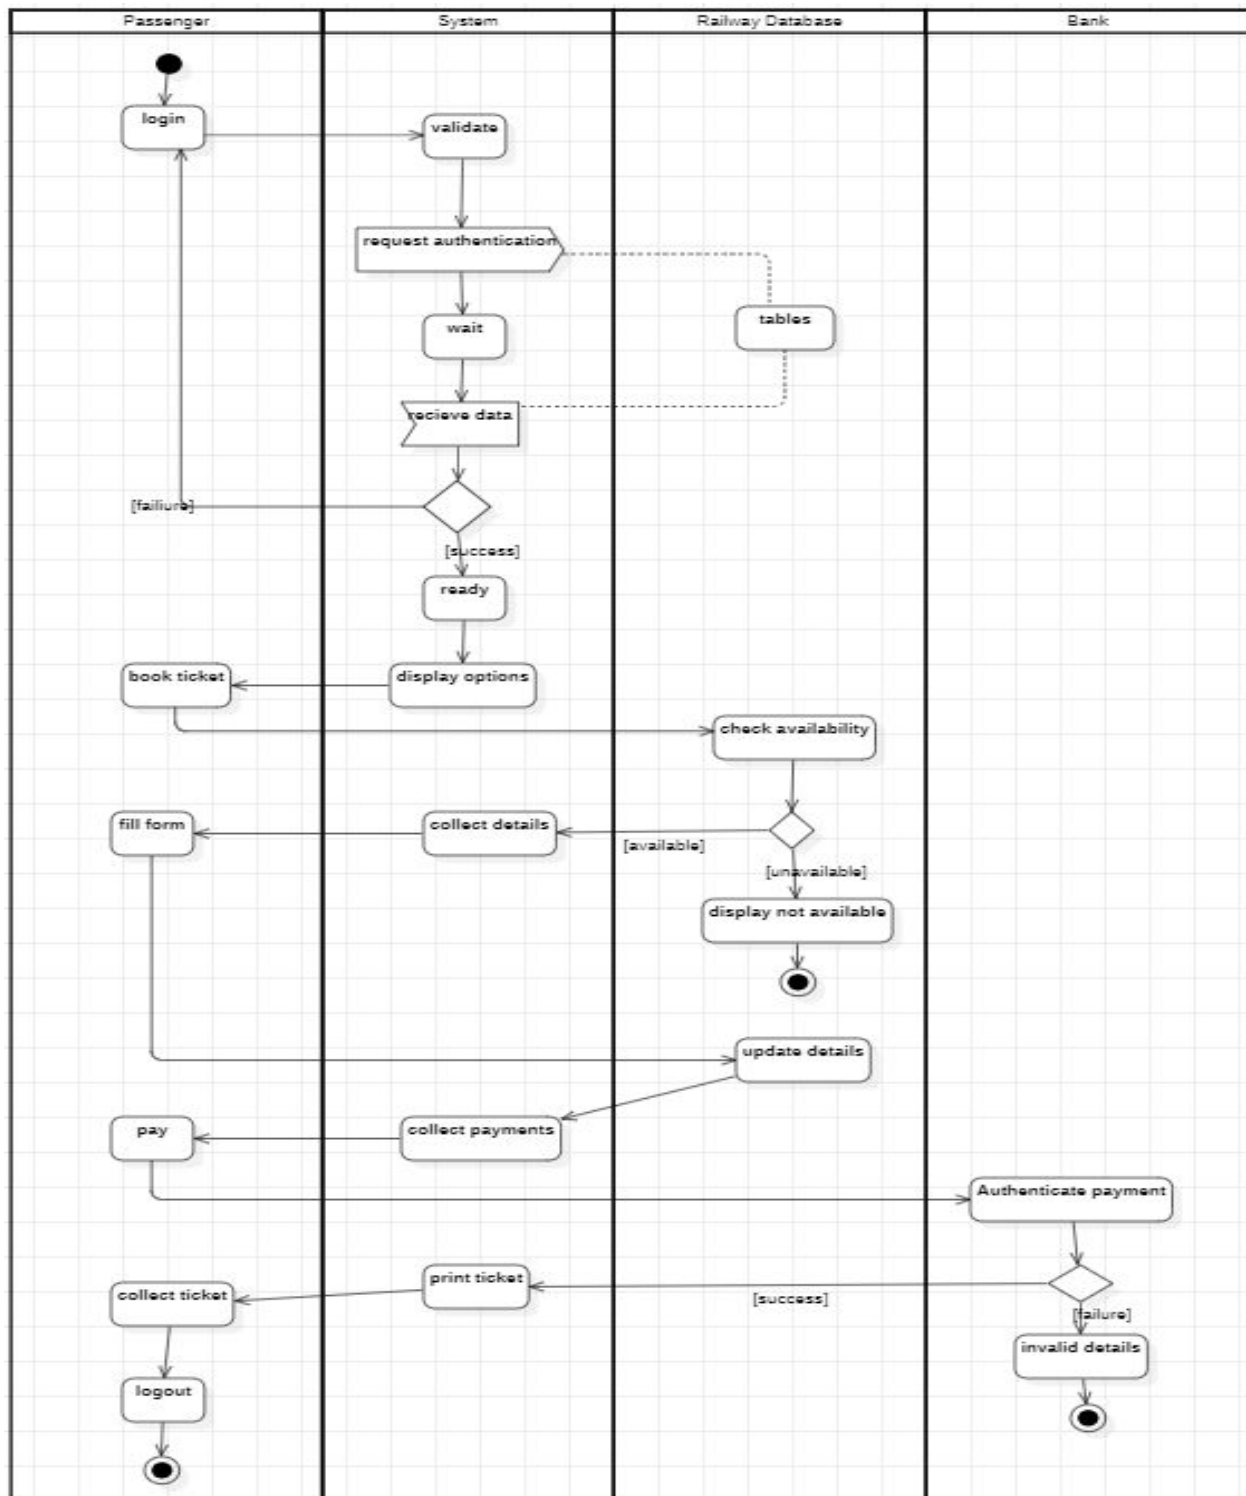 Passenger
System
Railway Database
Bank
login
validate
request authentication
wait
tables
recieve data
[failiure]
[success]
ready
book ticket
display options
check availability
fill form
collect details
[available]
[unavailable]
display not available
update details
pay
collect payments
Authenticate payment
print ticket
collect ticket
[success]
[failure]
invalid details
logout